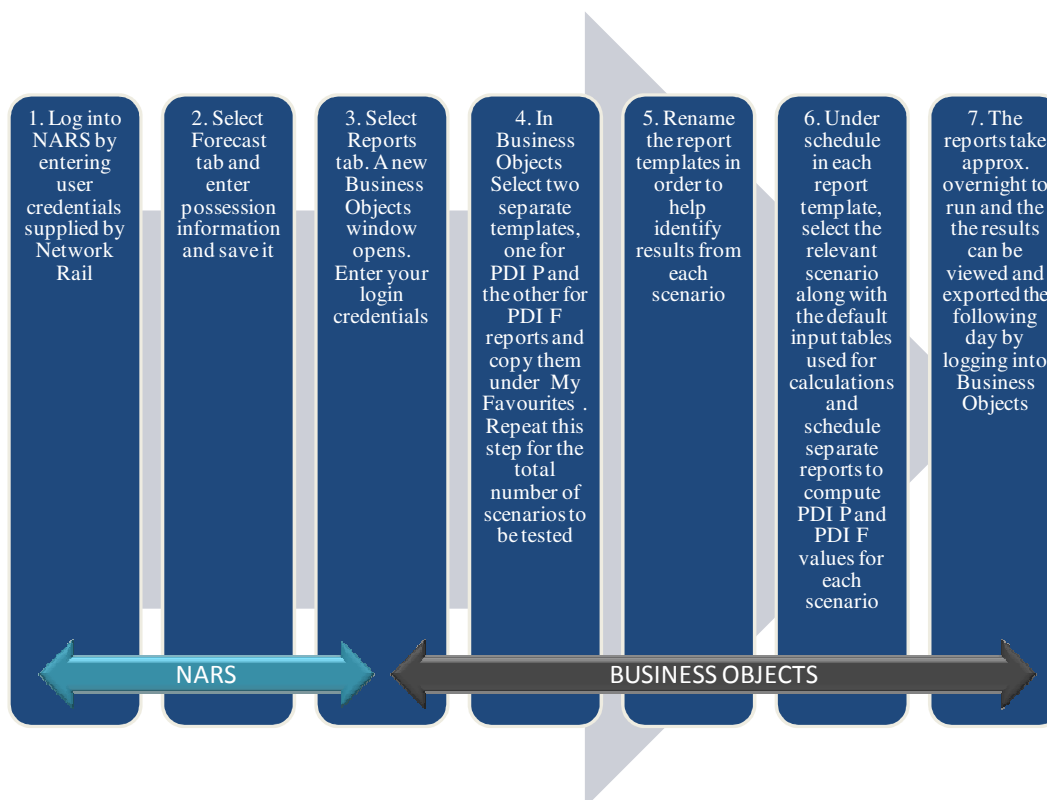 1. Log into
NARS by
entering
user
credentials
supplied by
Network
Rail
2. Select
Forecast
tab and
enter
possession
information
and save it
3. Select
Reports
tab. A new
Business
Objects
window
opens.
Enter your
login
credentials
4. In
Business
Objects
Select two
separate
templates,
one for
PDI P and
the other for
PDI F
reports and
copy them
under My
Favourites .
Repeat this
step for the
total
number of
scenarios to
be tested
5. Rename
the report
templates in
order to
help
identify
results from
each
scenario
6. Under
schedule
in each
report
template,
select the
relevant
scenario
along with
the default
input tables
used for
calculations
and
schedule
separate
reports to
compute
PDI P and
PDI F
values for
each
scenario
7. The
reports take
approx.
overnight to
run and the
the results
can be
viewed and
exported the
following
day by
logging into
Business
Objects
NARS
BUSINESS OBJECTS